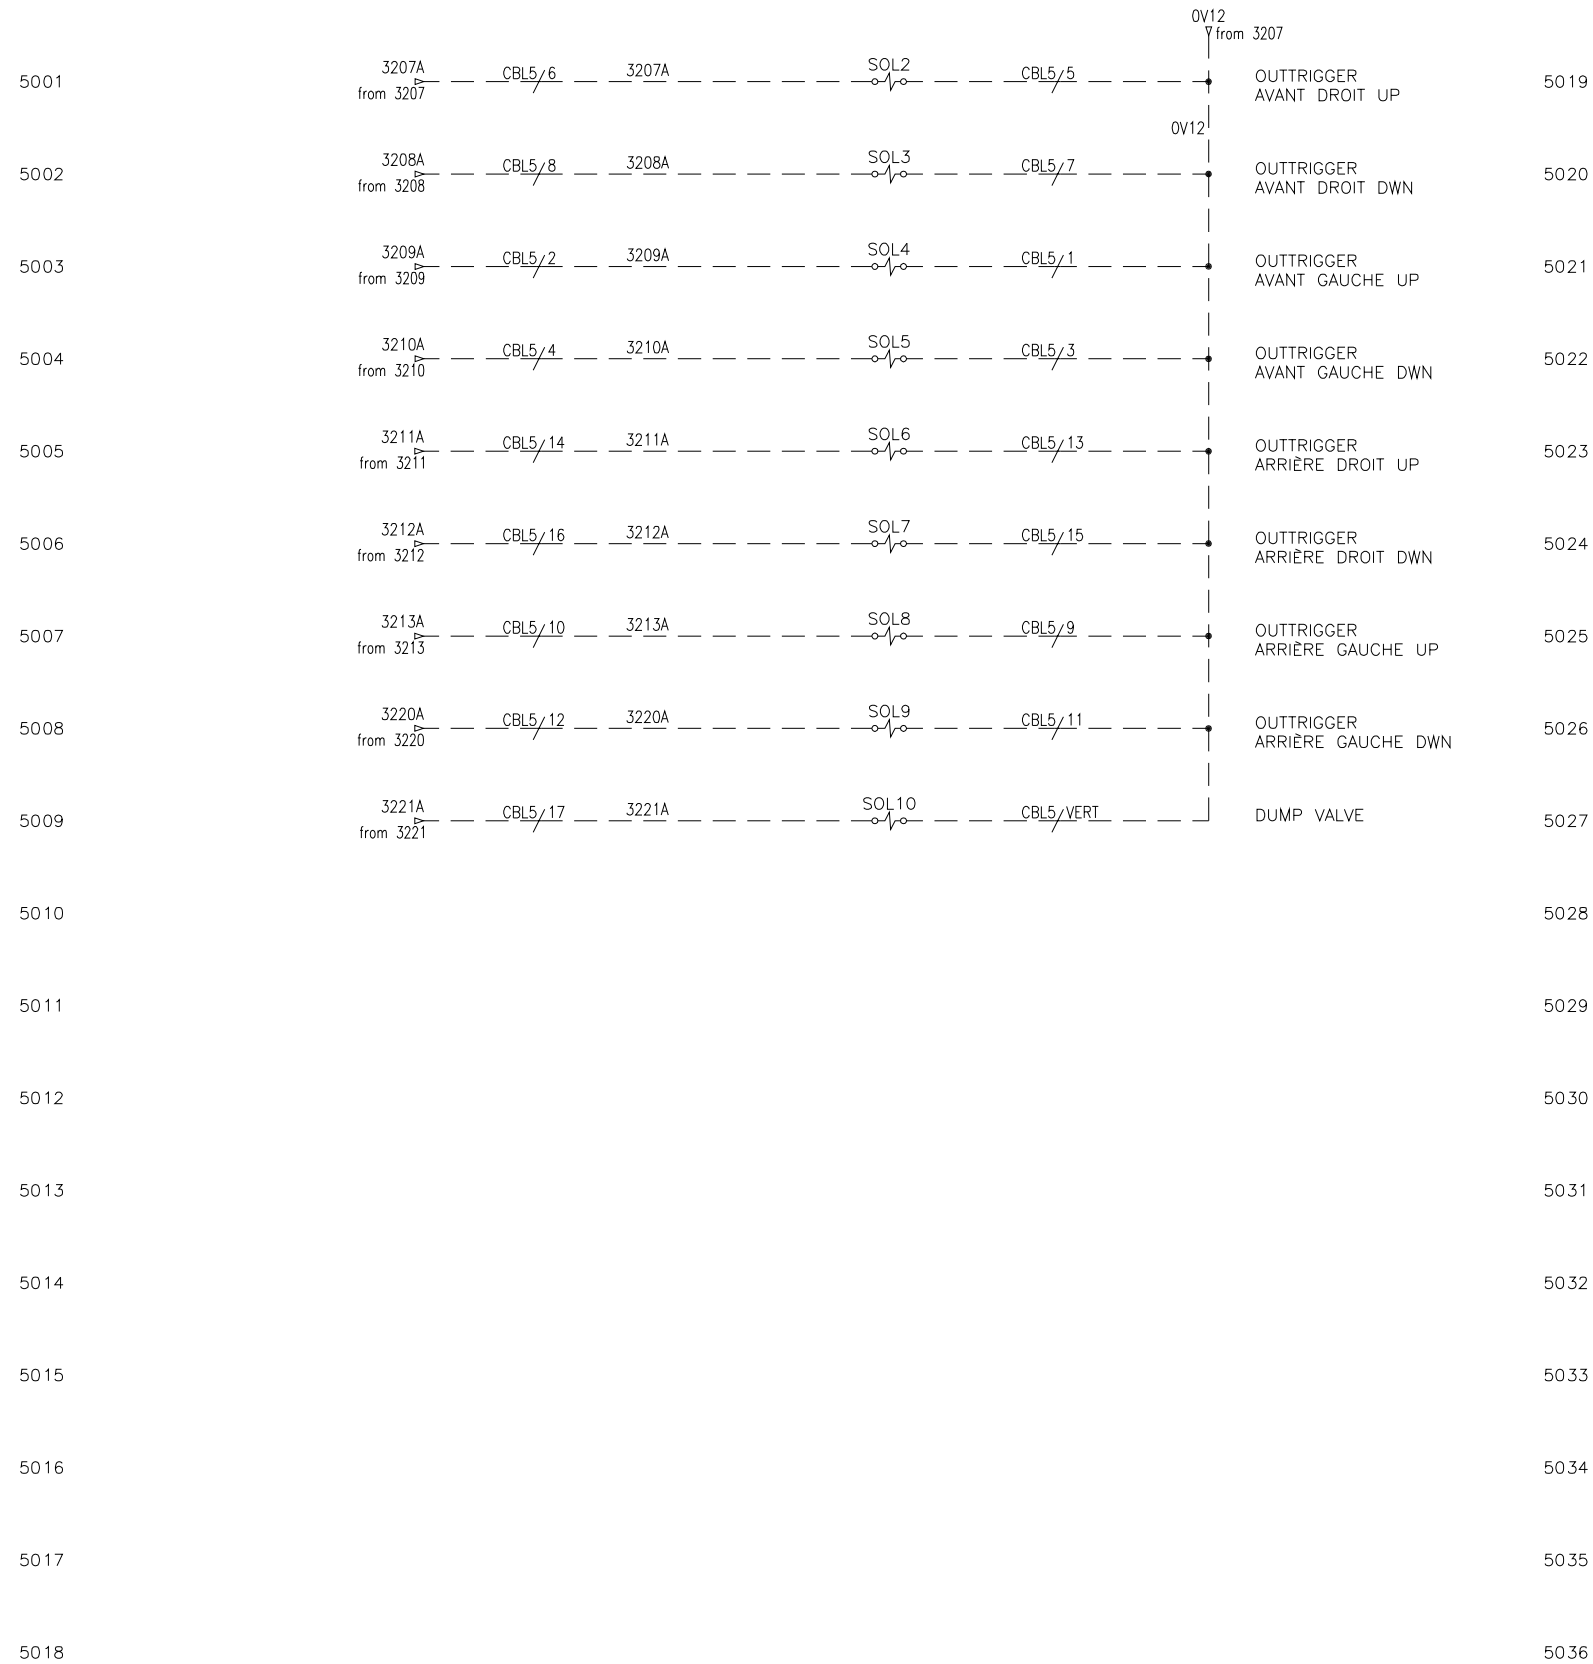 0V12
from 3207
5001
3207A
from 3207
CBL5/6
3207A
SOL2
CBL5/5
OUTTRIGGER
AVANT DROIT UP
5019
0V12
5002
3208A
from 3208
CBL5/8
3208A
SOL3
CBL5/7
OUTTRIGGER
AVANT DROIT DWN
5020
5003
3209A
from 3209
CBL5/2
3209A
SOL4
CBL5/1
OUTTRIGGER
AVANT GAUCHE UP
5021
5004
3210A
from 3210
CBL5/4
3210A
SOL5
CBL5/3
OUTTRIGGER
AVANT GAUCHE DWN
5022
5005
3211A
from 3211
CBL5/14
3211A
SOL6
CBL5/13
OUTTRIGGER
ARRIÈRE DROIT UP
5023
5006
3212A
from 3212
CBL5/16
3212A
SOL7
CBL5/15
OUTTRIGGER
ARRIÈRE DROIT DWN
5024
5007
3213A
from 3213
CBL5/10
3213A
SOL8
CBL5/9
OUTTRIGGER
ARRIÈRE GAUCHE UP
5025
5008
3220A
from 3220
CBL5/12
3220A
SOL9
CBL5/11
OUTTRIGGER
ARRIÈRE GAUCHE DWN
5026
5009
3221A
from 3221
CBL5/17
3221A
SOL10
CBL5/VERT
DUMP VALVE
5027
5010
5028
5011
5029
5012
5030
5013
5031
5014
5032
5015
5033
5016
5034
5017
5035
5018
5036